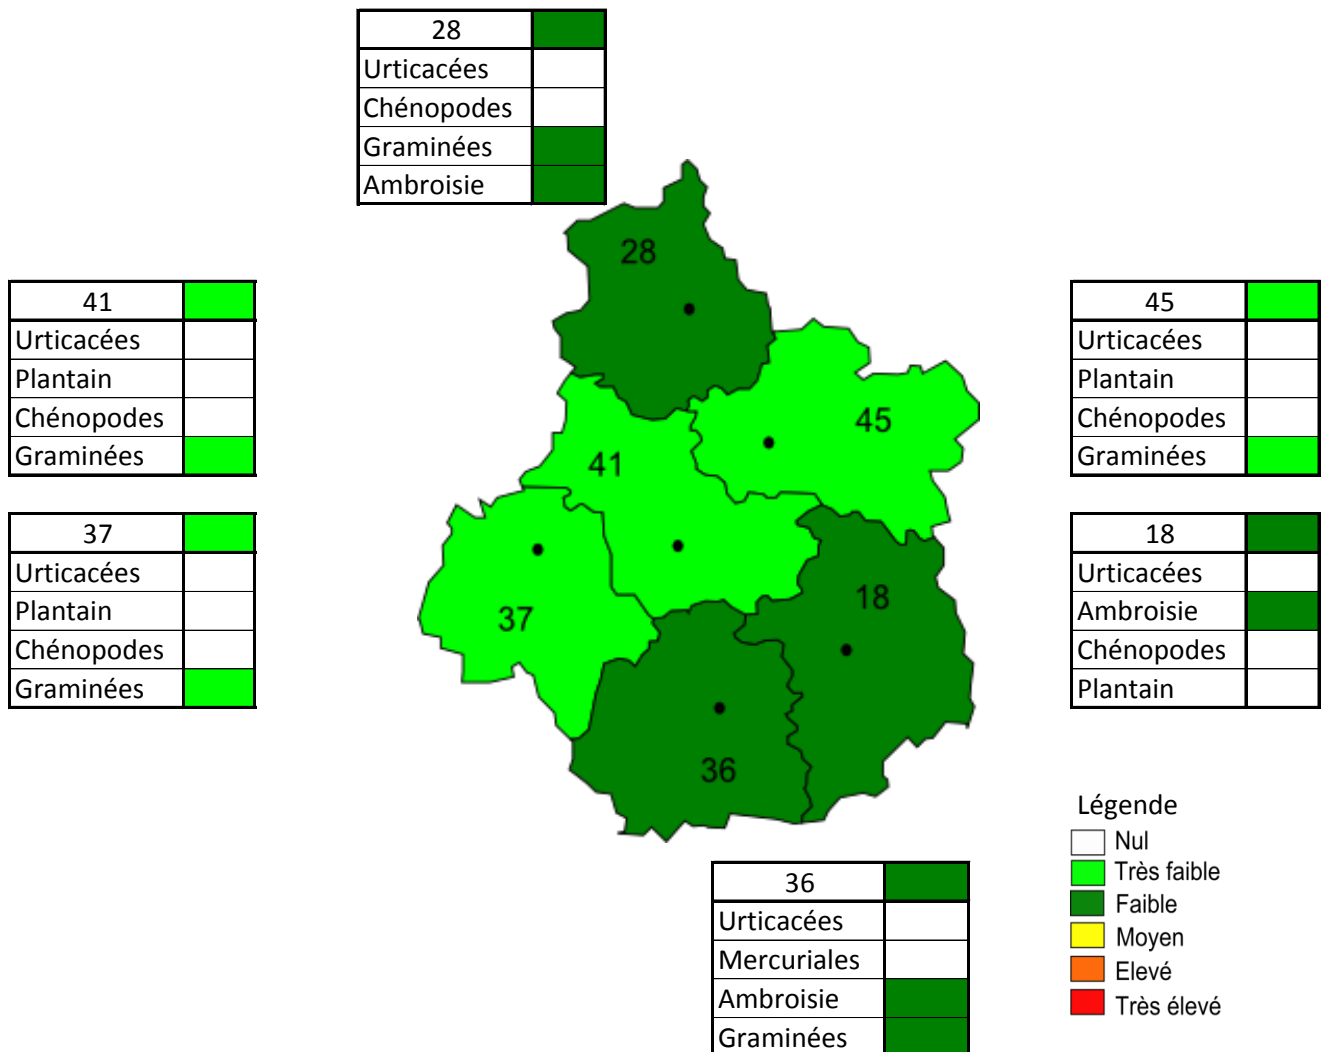 28
Urticacées
Chénopodes
Graminées
Ambroisie
28
41
Urticacées
Plantain
Chénopodes
Graminées
45
Urticacées
Plantain
Chénopodes
Graminées
45
41
37
Urticacées
Plantain
Chénopodes
Graminées
18
Urticacées
Ambroisie
Chénopodes
Plantain
18
37
36
Légende
Nul
Très faible
Faible
Moyen
Elevé
Très élevé
36
Urticacées
Mercuriales
Ambroisie
Graminées